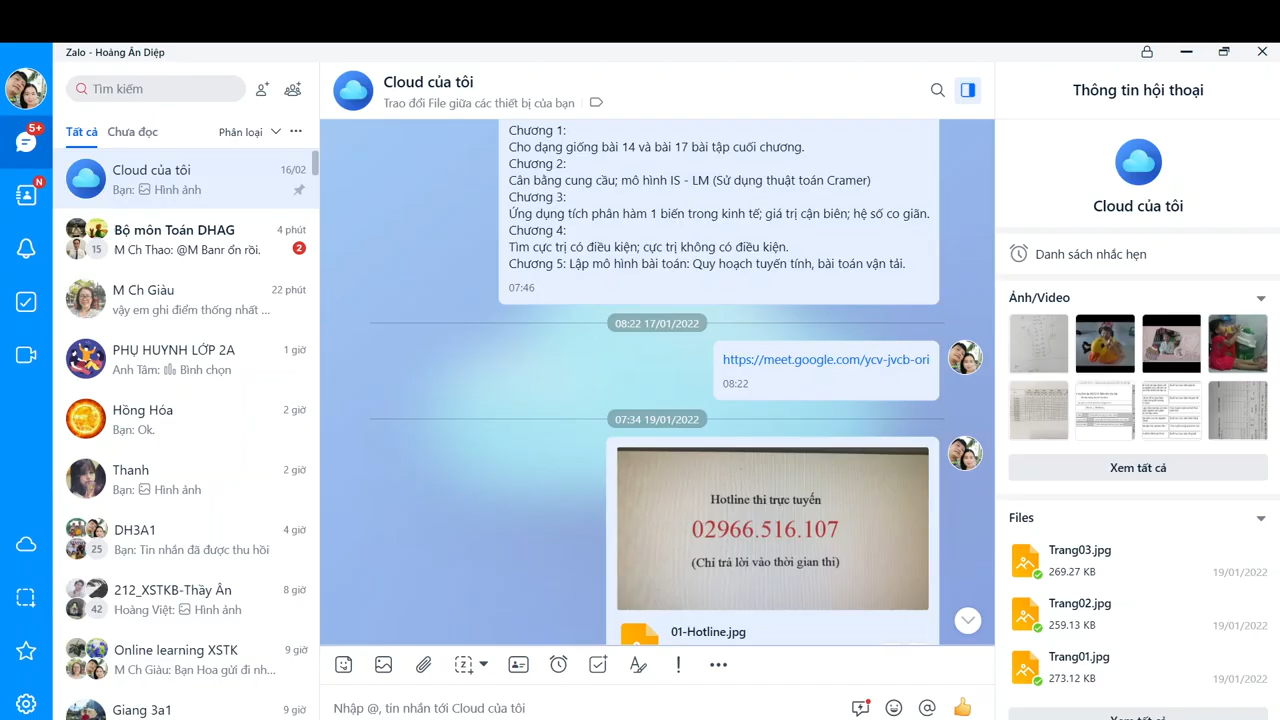 Zalo - Hoàng Ân Diệp
Tìm kiếm
Tất cả
Chưa đọc
Phân loại
5+
N
Cloud của tôi
16/02
Bạn: Hình ảnh
Bộ môn Toán DHAG
4 phút
15
M Ch Thao: @M Banr ổn rồi.
2
M Ch Giàu
22 phút
vậy em ghi điểm thống nhất ...
PHỤ HUYNH LỚP 2A
1 giờ
Anh Tâm: Bình chọn
Hồng Hóa
2 giờ
Bạn: Ok.
Thanh
2 giờ
Bạn: Hình ảnh
DH3A1
4 giờ
25
Bạn: Tin nhắn đã được thu hồi
212_XSTKB-Thầy Ân
8 giờ
42
Hoàng Việt: Hình ảnh
Online learning XSTK
9 giờ
M Ch Giàu: Bạn Hoa gửi đi nh...
Giang 3a1
9 giờ
Cloud của tôi
Trao đổi File giữa các thiết bị của bạn
Chương 1:
Cho dạng giống bài 14 và bài 17 bài tập cuối chương.
Chương 2:
Cân bằng cung cầu; mô hình IS - LM (Sử dụng thuật toán Cramer)
Chương 3:
Ứng dụng tích phân hàm 1 biến trong kinh tế; giá trị cận biên; hệ số co giãn.
Chương 4:
Tìm cực trị có điều kiện; cực trị không có điều kiện.
Chương 5: Lập mô hình bài toán: Quy hoạch tuyến tính, bài toán vận tải.
07:46
08:22 17/01/2022
https://meet.google.com/ycv-jvcb-ori
08:22
07:34 19/01/2022
Hotline thi trực tuyến
02966.516.107
(Chỉ trả lời vào thời gian thi)
01-Hotline.jpg
Nhập @, tin nhắn tới Cloud của tôi
Thông tin hội thoại
Cloud của tôi
Danh sách nhắc hẹn
Ảnh/Video
Xem tất cả
Files
Trang03.jpg
269.27 KB
19/01/2022
Trang02.jpg
259.13 KB
19/01/2022
Trang01.jpg
273.12 KB
19/01/2022
Xem tất cả